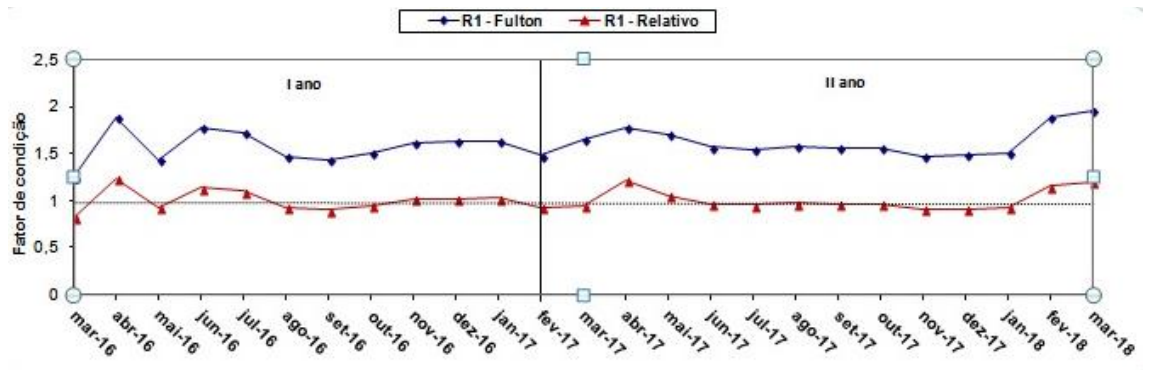 R1 - Fulton R1 - Relativo
I ano
II ano
Fator de condição
2,5
2
1,5
1
0,5
0
mar-16 abr-16 mai-16 jun-16 jul-16 ago-16 set-16 out-16 nov-16 dez-16 jan-17 fev-17 mar-17 abr-17 mai-17 jun-17 jul-17 ago-17 set-17 out-17 nov-17 dez-17 jan-18 fev-18 mar-18